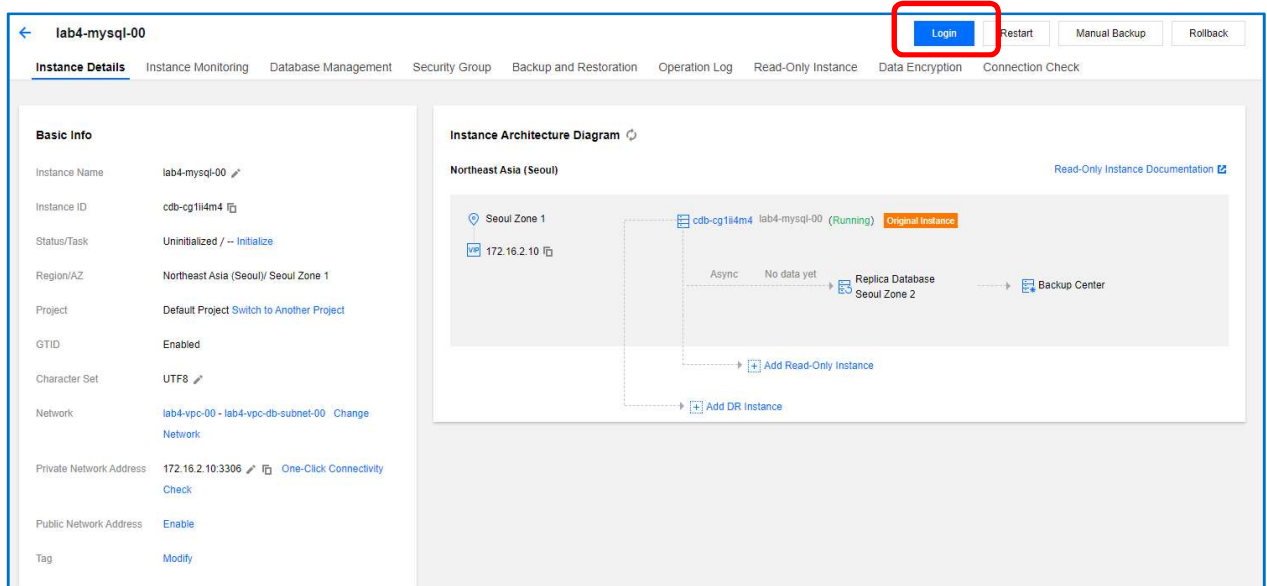 lab4-mysql-00
Login
Restart
Manual Backup
Rollback
Instance Details
Instance Monitoring
Database Management
Security Group
Backup and Restoration
Operation Log
Read-Only Instance
Data Encryption
Connection Check
Basic Info
Instance Name lab4-mysql-00
Instance ID cdb-cg1ii4m4
Status/Task Uninitialized / -- Initialize
Region/AZ Northeast Asia (Seoul)/ Seoul Zone 1
Project Default Project Switch to Another Project
GTID Enabled
Character Set UTF8
Network lab4-vpc-00 - lab4-vpc-db-subnet-00 Change
Network
Private Network Address 172.16.2.10:3306 One-Click Connectivity
Check
Public Network Address Enable
Tag Modify
Instance Architecture Diagram
Northeast Asia (Seoul)
Read-Only Instance Documentation
Seoul Zone 1
VIP 172.16.2.10
cdb-cg1ii4m4 lab4-mysql-00 (Running) Original Instance
Async No data yet
Replica Database
Seoul Zone 2
Backup Center
Add Read-Only Instance
Add DR Instance